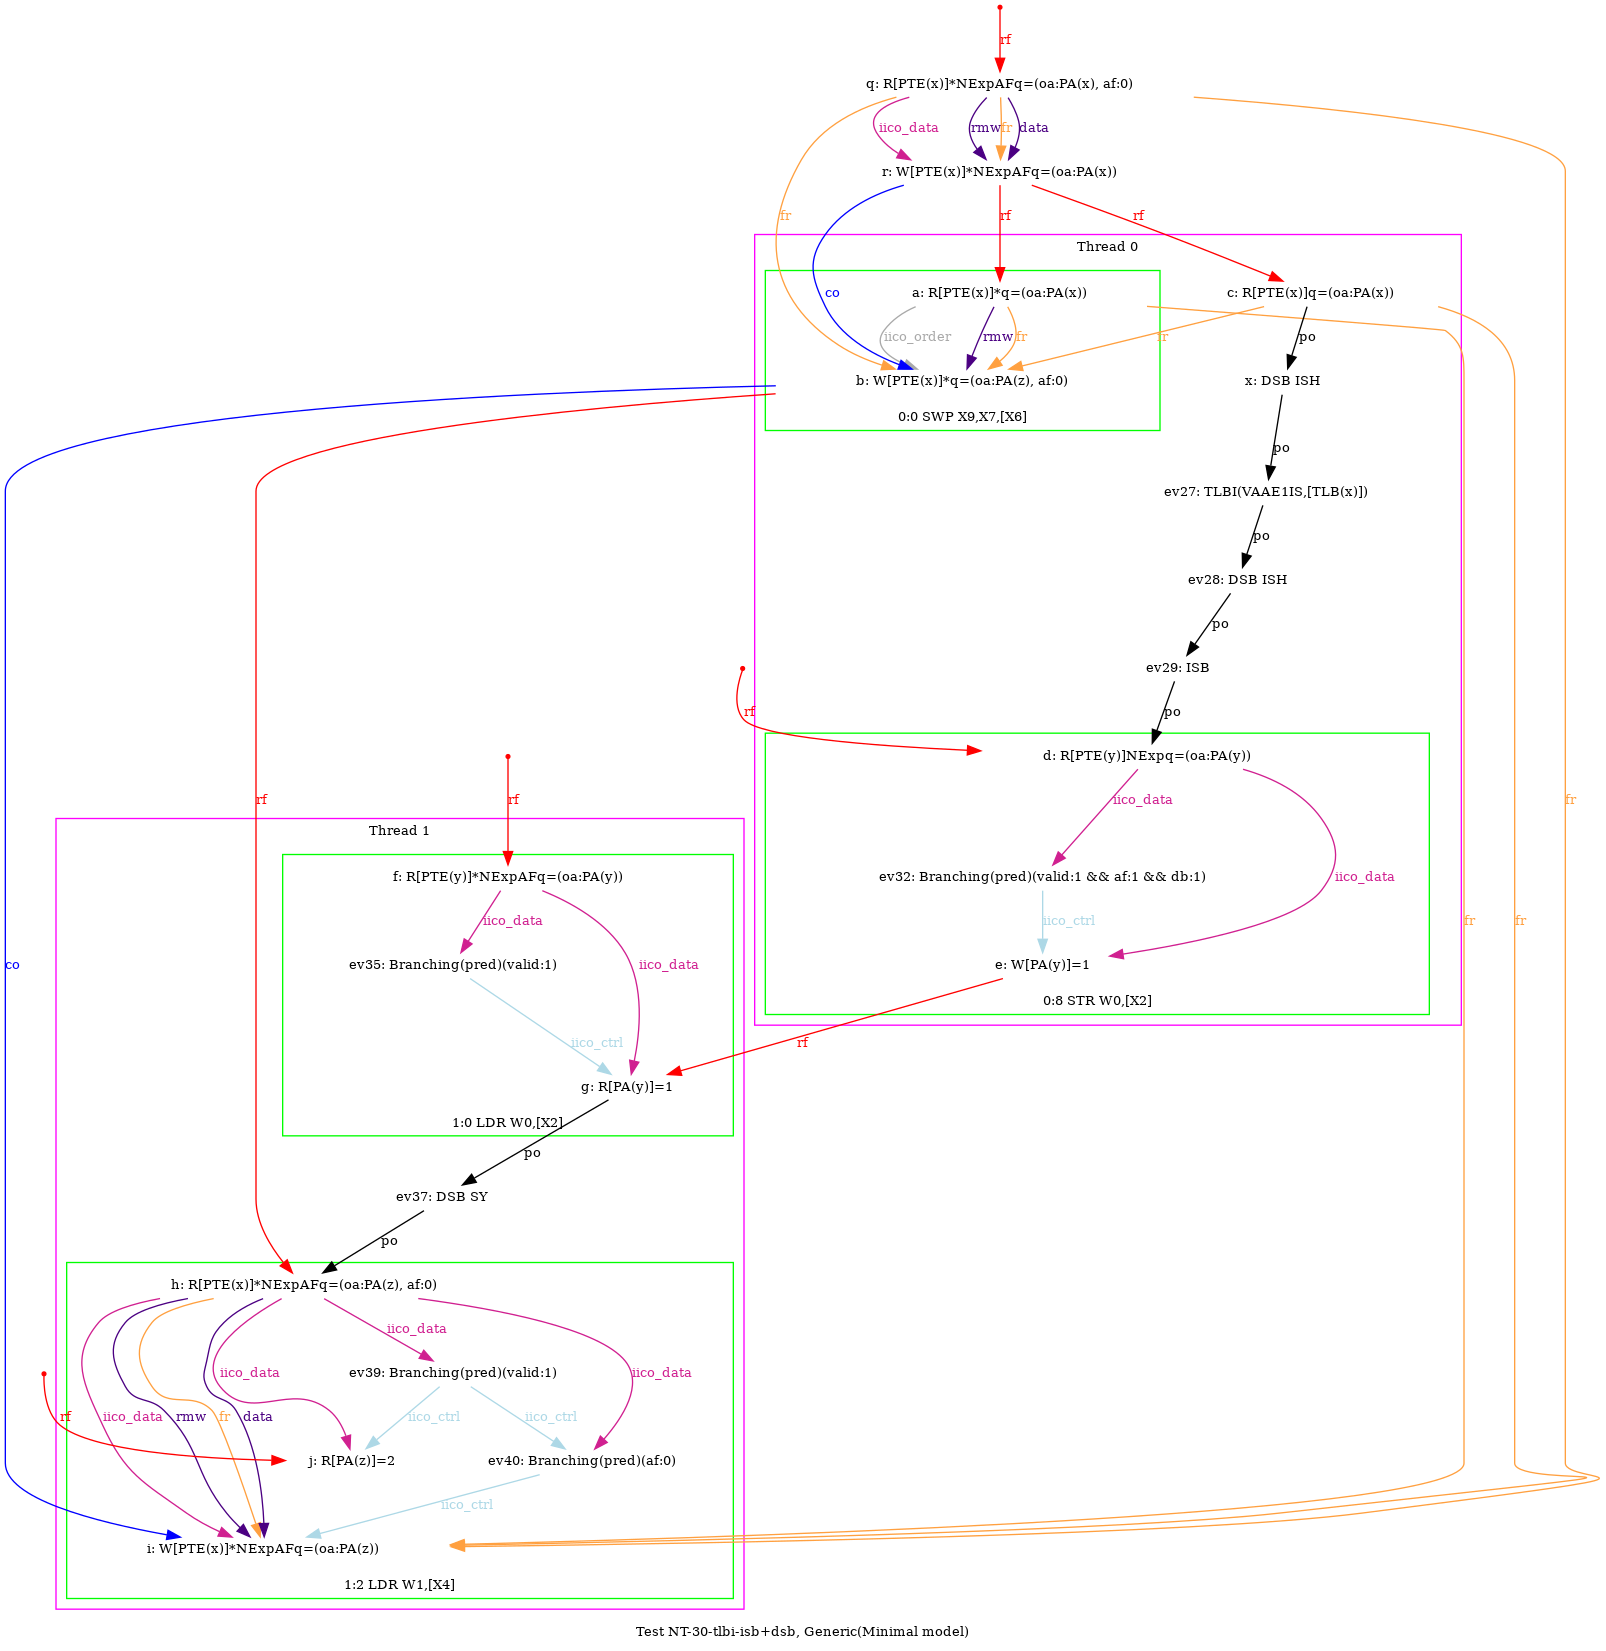 rf
q: R[PTE(x)]*NExpAFq=(oa:PA(x), af:0)
iico_data
rmw
fr
data
r: W[PTE(x)]*NExpAFq=(oa:PA(x))
fr
rf
rf
Thread 0
a: R[PTE(x)]*q=(oa:PA(x))
c: R[PTE(x)]q=(oa:PA(x))
co
iico_order
rmw
fr
fr
po
b: W[PTE(x)]*q=(oa:PA(z), af:0)
x: DSB ISH
0:0 SWP X9,X7,[X6]
po
ev27: TLBI(VAAE1IS,[TLB(x)])
po
ev28: DSB ISH
po
ev29: ISB
rf
po
d: R[PTE(y)]NExpq=(oa:PA(y))
rf
rf
iico_data
fr
Thread 1
f: R[PTE(y)]*NExpAFq=(oa:PA(y))
ev32: Branching(pred)(valid:1 && af:1 && db:1)
iico_data
iico_data
iico_ctrl
fr
fr
co
ev35: Branching(pred)(valid:1)
iico_data
e: W[PA(y)]=1
0:8 STR W0,[X2]
iico_ctrl
rf
g: R[PA(y)]=1
1:0 LDR W0,[X2]
po
ev37: DSB SY
po
h: R[PTE(x)]*NExpAFq=(oa:PA(z), af:0)
iico_data
iico_data
ev39: Branching(pred)(valid:1)
iico_data
rf
iico_data
rmw
fr
data
iico_ctrl
iico_ctrl
j: R[PA(z)]=2
ev40: Branching(pred)(af:0)
iico_ctrl
i: W[PTE(x)]*NExpAFq=(oa:PA(z))
1:2 LDR W1,[X4]
Test NT-30-tlbi-isb+dsb, Generic(Minimal model)